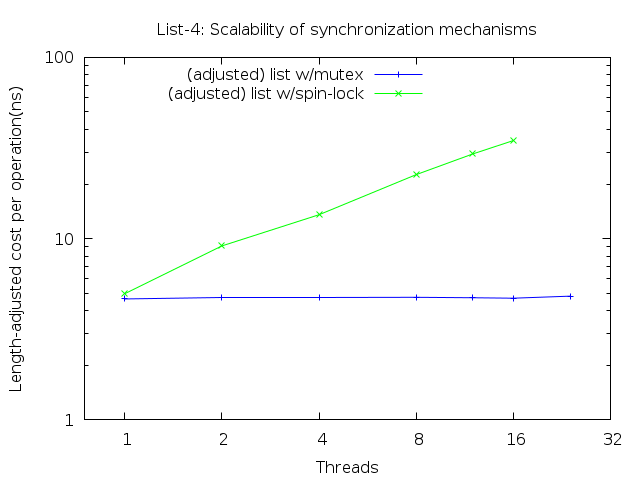 List-4: Scalability of synchronization mechanisms
100
(adjusted) list w/mutex
(adjusted) list w/spin-lock
Length-adjusted cost per operation(ns)
10
1
1 2 4 8 16 32
Threads